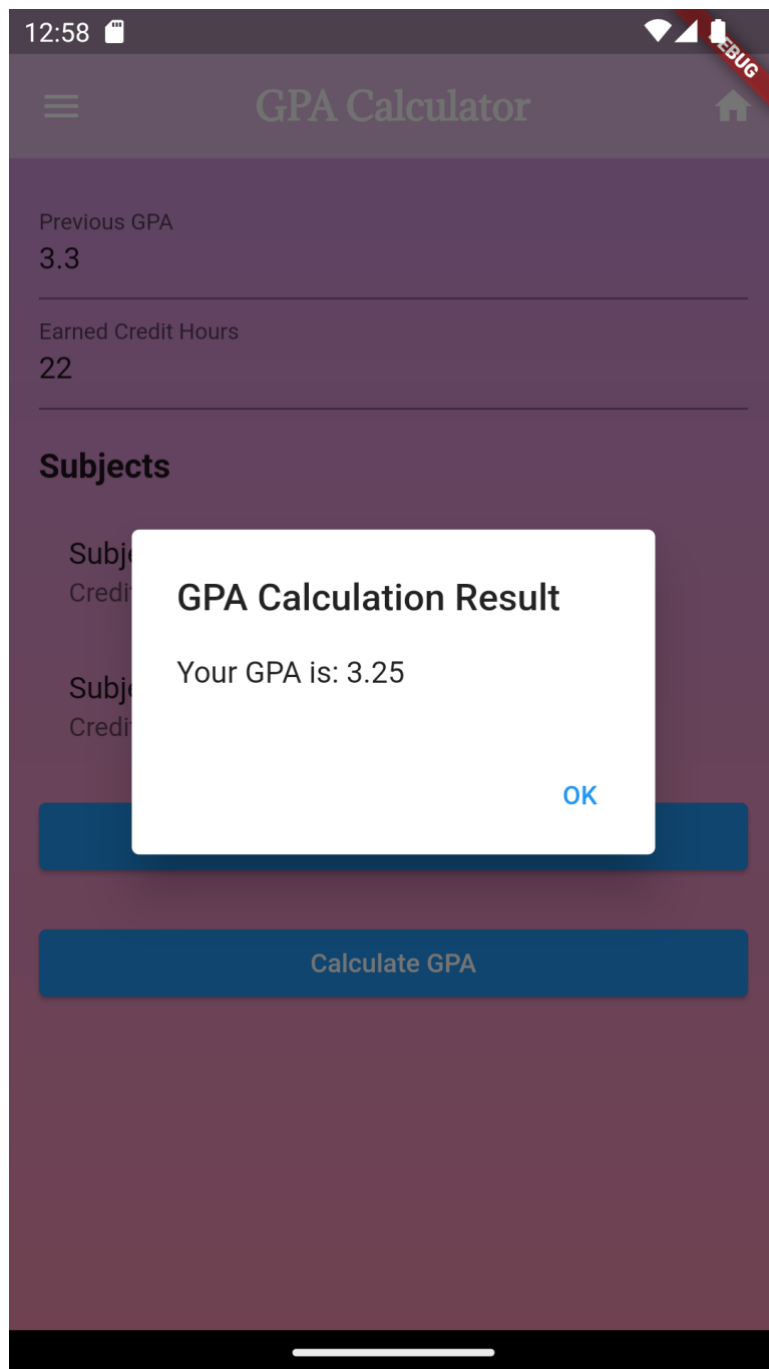 12:58
GPA Calculator
Previous GPA
3.3
Earned Credit Hours
22
Subjects
GPA Calculation Result
Your GPA is: 3.25
OK
Calculate GPA